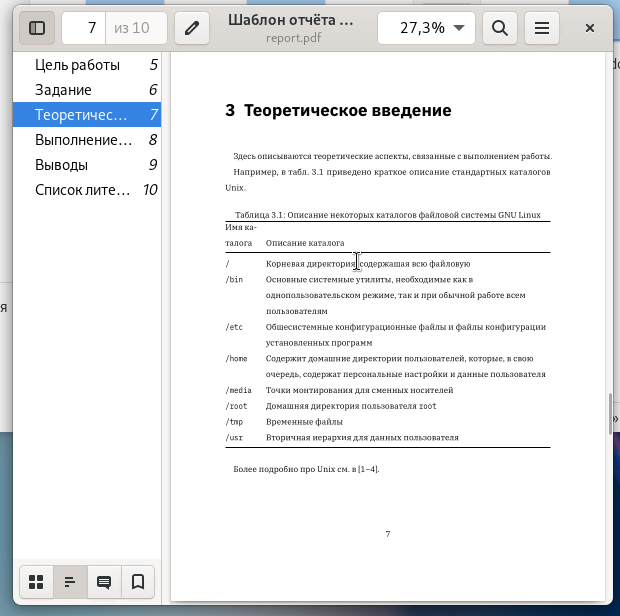 7
из 10
Шаблон отчёта ...
report.pdf
27,3%
Цель работы 5
Задание 6
Теоретичес... 7
Выполнение... 8
Выводы 9
Список лите... 10
3 Теоретическое введение
Здесь описываются теоретические аспекты, связанные с выполнением работы.
Например, в табл. 3.1 приведено краткое описание стандартных каталогов
Unix.
Таблица 3.1: Описание некоторых каталогов файловой системы GNU Linux
Имя ка-
талога Описание каталога
/ Корневая директория, содержащая всю файловую
/bin Основные системные утилиты, необходимые как в
однопользовательском режиме, так и при обычной работе всем
пользователям
/etc Общесистемные конфигурационные файлы и файлы конфигурации
установленных программ
/home Содержит домашние директории пользователей, которые, в свою
очередь, содержат персональные настройки и данные пользователя
/media Точки монтирования для сменных носителей
/root Домашняя директория пользователя root
/tmp Временные файлы
/usr Вторичная иерархия для данных пользователя
Более подробно про Unix см. в [1–4].
7
я
»